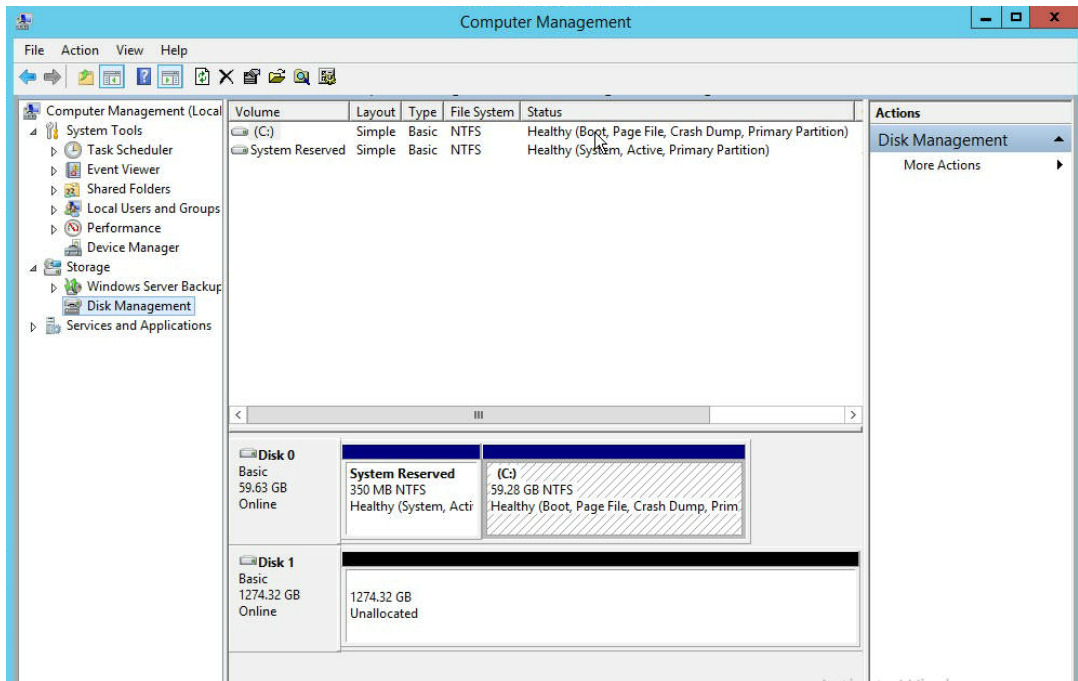 Computer Management
File Action View Help
Computer Management (Local
System Tools
Task Scheduler
Event Viewer
Shared Folders
Local Users and Groups
Performance
Device Manager
Storage
Windows Server Backup
Disk Management
Services and Applications
Volume Layout Type File System Status
(C:) Simple Basic NTFS Healthy (Boot, Page File, Crash Dump, Primary Partition)
System Reserved Simple Basic NTFS Healthy (System, Active, Primary Partition)
Disk 0
Basic
59.63 GB
Online
System Reserved
350 MB NTFS
Healthy (System, Acti
(C:)
59.28 GB NTFS
Healthy (Boot, Page File, Crash Dump, Prim
Disk 1
Basic
1274.32 GB
Online
1274.32 GB
Unallocated
Actions
Disk Management
More Actions